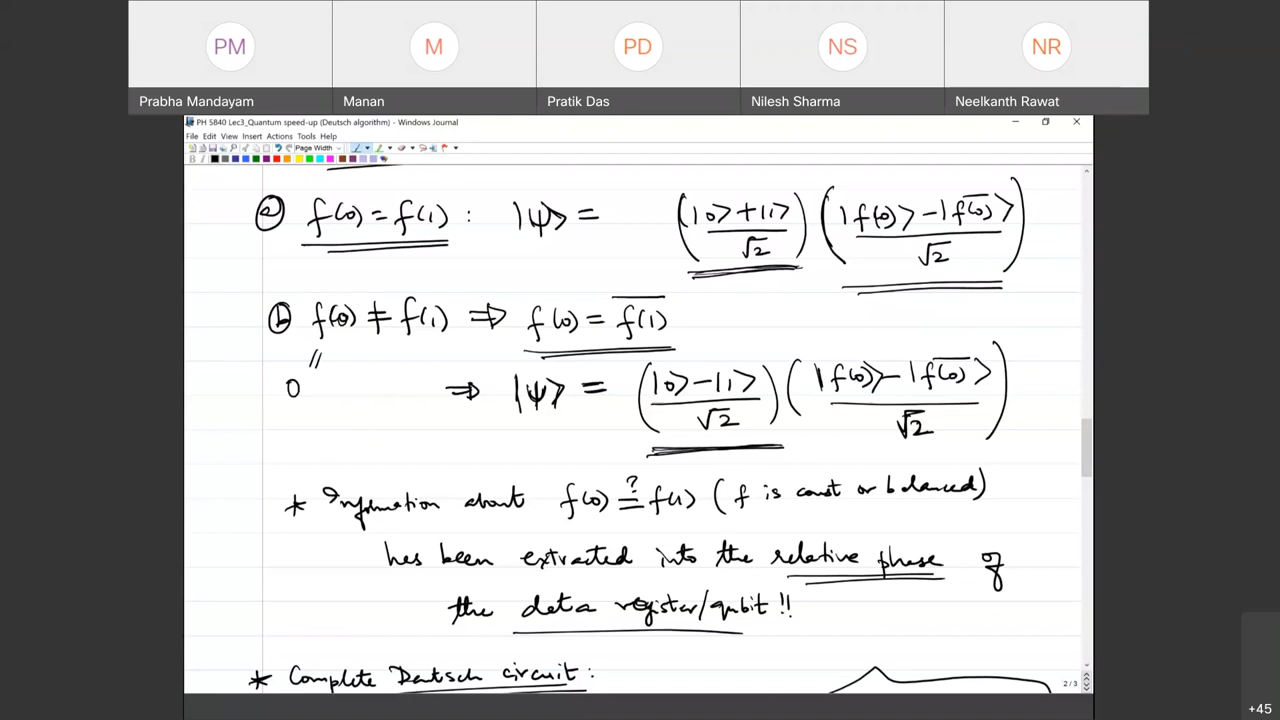 PM M PD NS NR
Prabha Mandayam Manan Pratik Das Nilesh Sharma Neelkanth Rawat
PH 5840 Lec3_Quantum speed-up (Deutsch algorithm) - Windows Journal
File Edit View Insert Actions Tools Help
Page Width
B I
(a) f(0) = f(1) : |ψ> = (|0> + |1> / √2) (|f(0)> - |f̅(̅0̅)̅> / √2)
(b) f(0) ≠ f(1) ⇒ f(0) = f̅(̅1̅)̅
"
0 ⇒ |ψ> = (|0> - |1> / √2) (|f(0)> - |f̅(̅0̅)̅> / √2)
* Information about f(0) ?= f(1) (f is const or balanced)
has been extracted into the relative phase of
the data register/qubit !!
* Complete Deutsch circuit :
2 / 3
+45